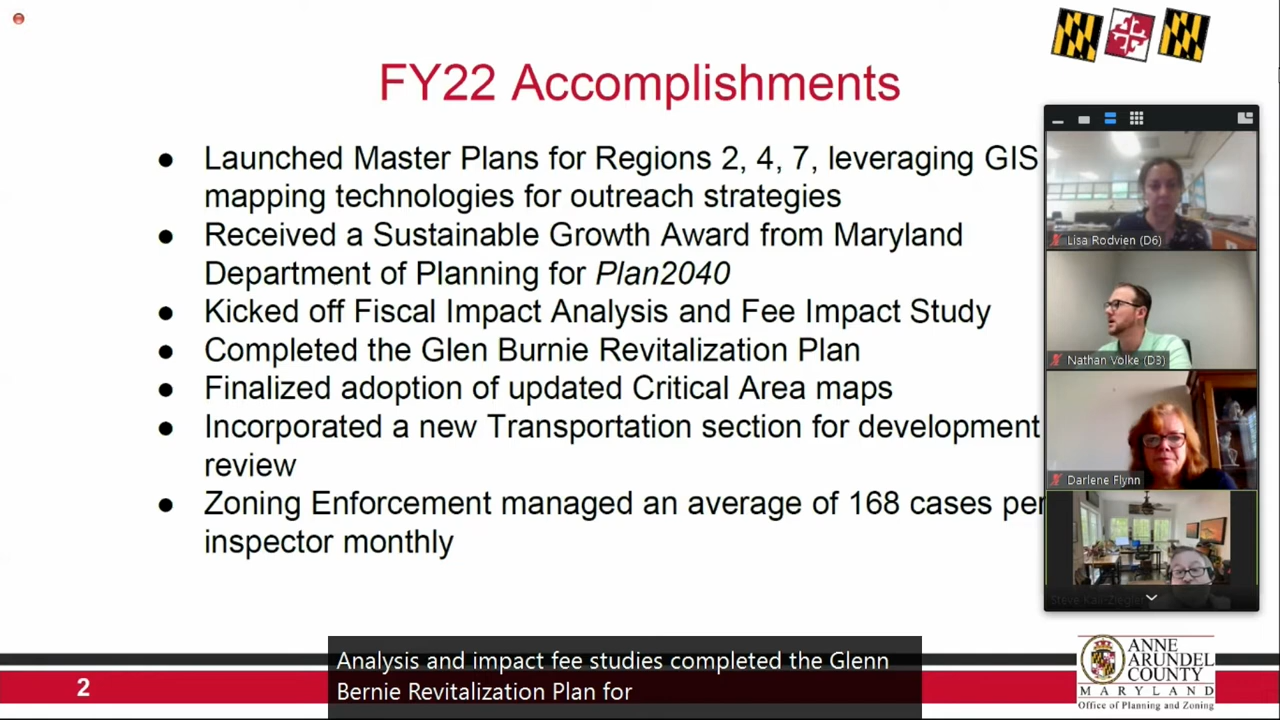 FY22 Accomplishments
● Launched Master Plans for Regions 2, 4, 7, leveraging GIS
mapping technologies for outreach strategies
● Received a Sustainable Growth Award from Maryland
Department of Planning for Plan2040
● Kicked off Fiscal Impact Analysis and Fee Impact Study
● Completed the Glen Burnie Revitalization Plan
● Finalized adoption of updated Critical Area maps
● Incorporated a new Transportation section for development
review
● Zoning Enforcement managed an average of 168 cases per
inspector monthly
Lisa Rodvien (D6)
Nathan Volke (D3)
Darlene Flynn
Analysis and impact fee studies completed the Glenn
Bernie Revitalization Plan for
2
ANNE
ARUNDEL
COUNTY
MARYLAND
Office of Planning and Zoning